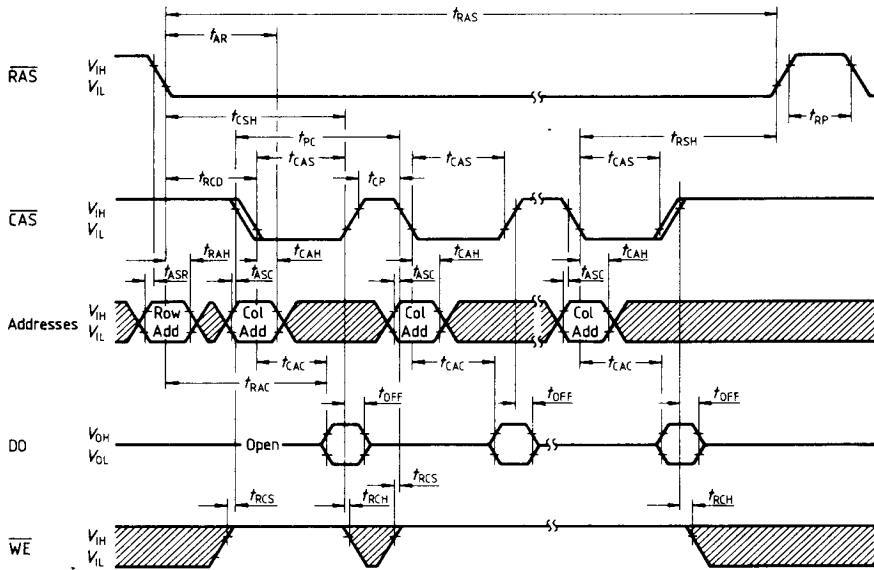 tRAS
tAR
RAS VIH
VIL
tCSH
tPC
tRP
tCAS tCAS tCAS tRSH
tRCD tCP
CAS VIH
VIL
tRAH tCAH tCAH tCAH
tASR tASC tASC tASC
Addresses VIH
VIL
Row Add
Col Add
Col Add
Col Add
tCAC tCAC tCAC
tRAC
tOFF tOFF tOFF
DO VOH
VOL
Open
tRCS tRCH tRCS tRCH
WE VIH
VIL